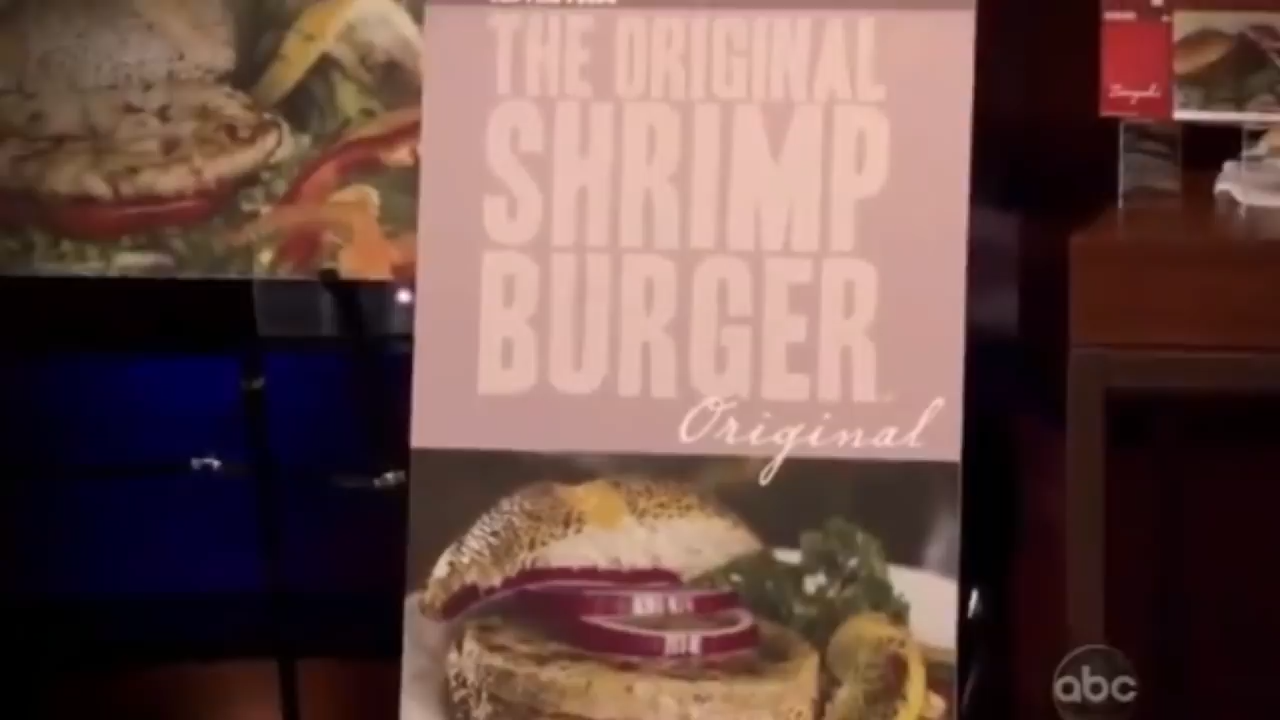 THE ORIGINAL
SHRIMP
BURGER
Original
abc